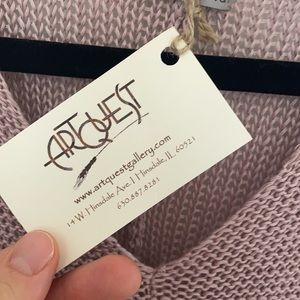 ARTQUEST
www.artquestgallery.com
14 W. Hinsdale Ave. | Hinsdale, IL. 60521
630.887.8281